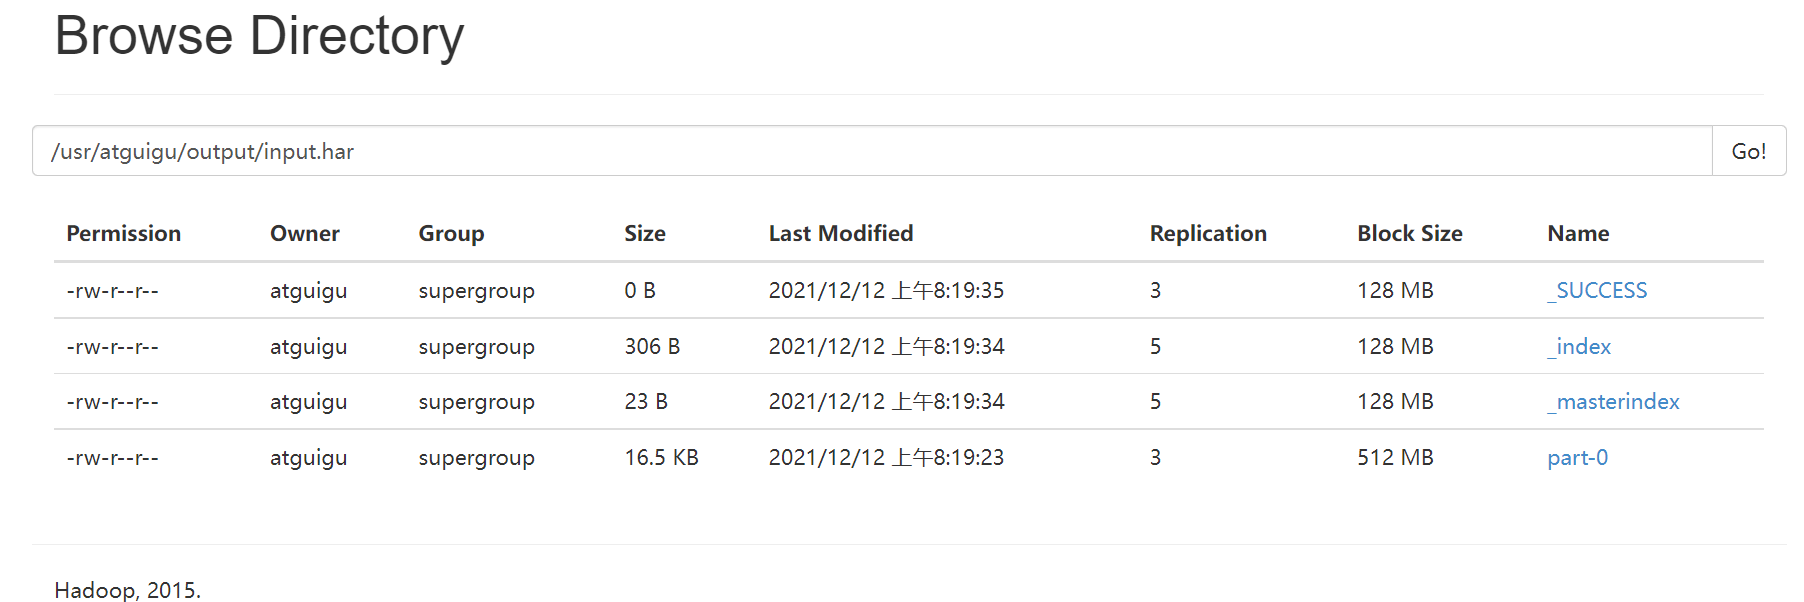 Browse Directory
/usr/atguigu/output/input.har Go!
Permission Owner Group Size Last Modified Replication Block Size Name
-rw-r--r-- atguigu supergroup 0 B 2021/12/12 上午8:19:35 3 128 MB _SUCCESS
-rw-r--r-- atguigu supergroup 306 B 2021/12/12 上午8:19:34 5 128 MB _index
-rw-r--r-- atguigu supergroup 23 B 2021/12/12 上午8:19:34 5 128 MB _masterindex
-rw-r--r-- atguigu supergroup 16.5 KB 2021/12/12 上午8:19:23 3 512 MB part-0
Hadoop, 2015.